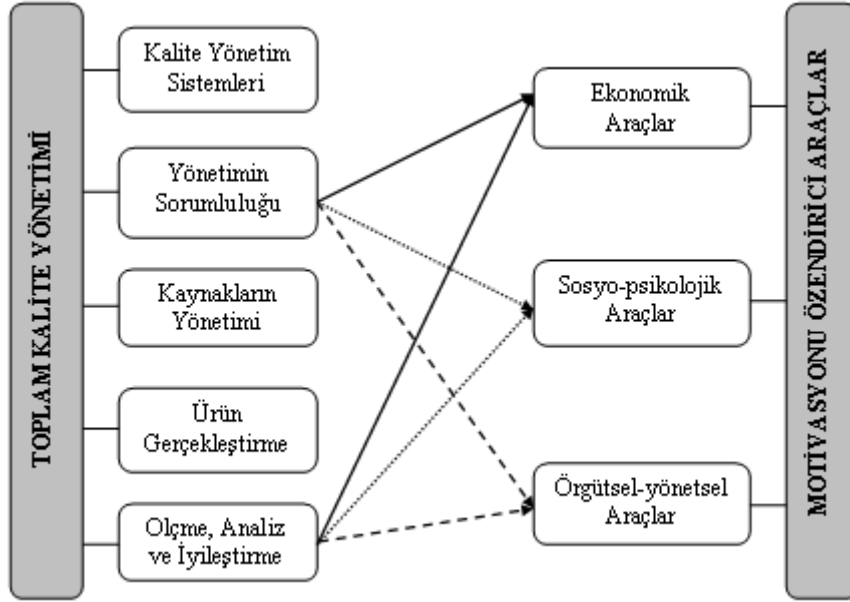 TOPLAM KALİTE YÖNETİMİ
Kalite Yönetim
Sistemleri
Yönetimin
Sorumluluğu
Kaynakların
Yönetimi
Ürün
Gerçekleştirme
Olçme, Analiz
ve İyileştirme
Ekonomik
Araçlar
Sosyo-psikolojik
Araçlar
Örgütsel-yönetsel
Araçlar
MOTİVASYONU ÖZENDİRİCİ ARAÇLAR